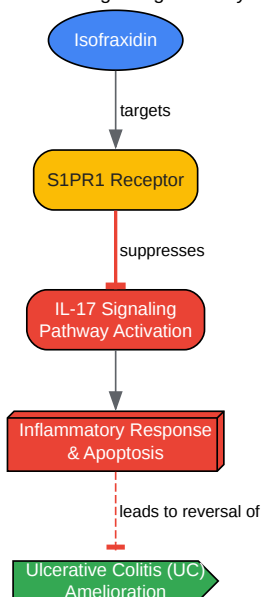 Isofraxidin
targets
S1PR1 Receptor
suppresses
IL-17 Signaling
Pathway Activation
Inflammatory Response
& Apoptosis
leads to reversal of
Ulcerative Colitis (UC)
Amelioration